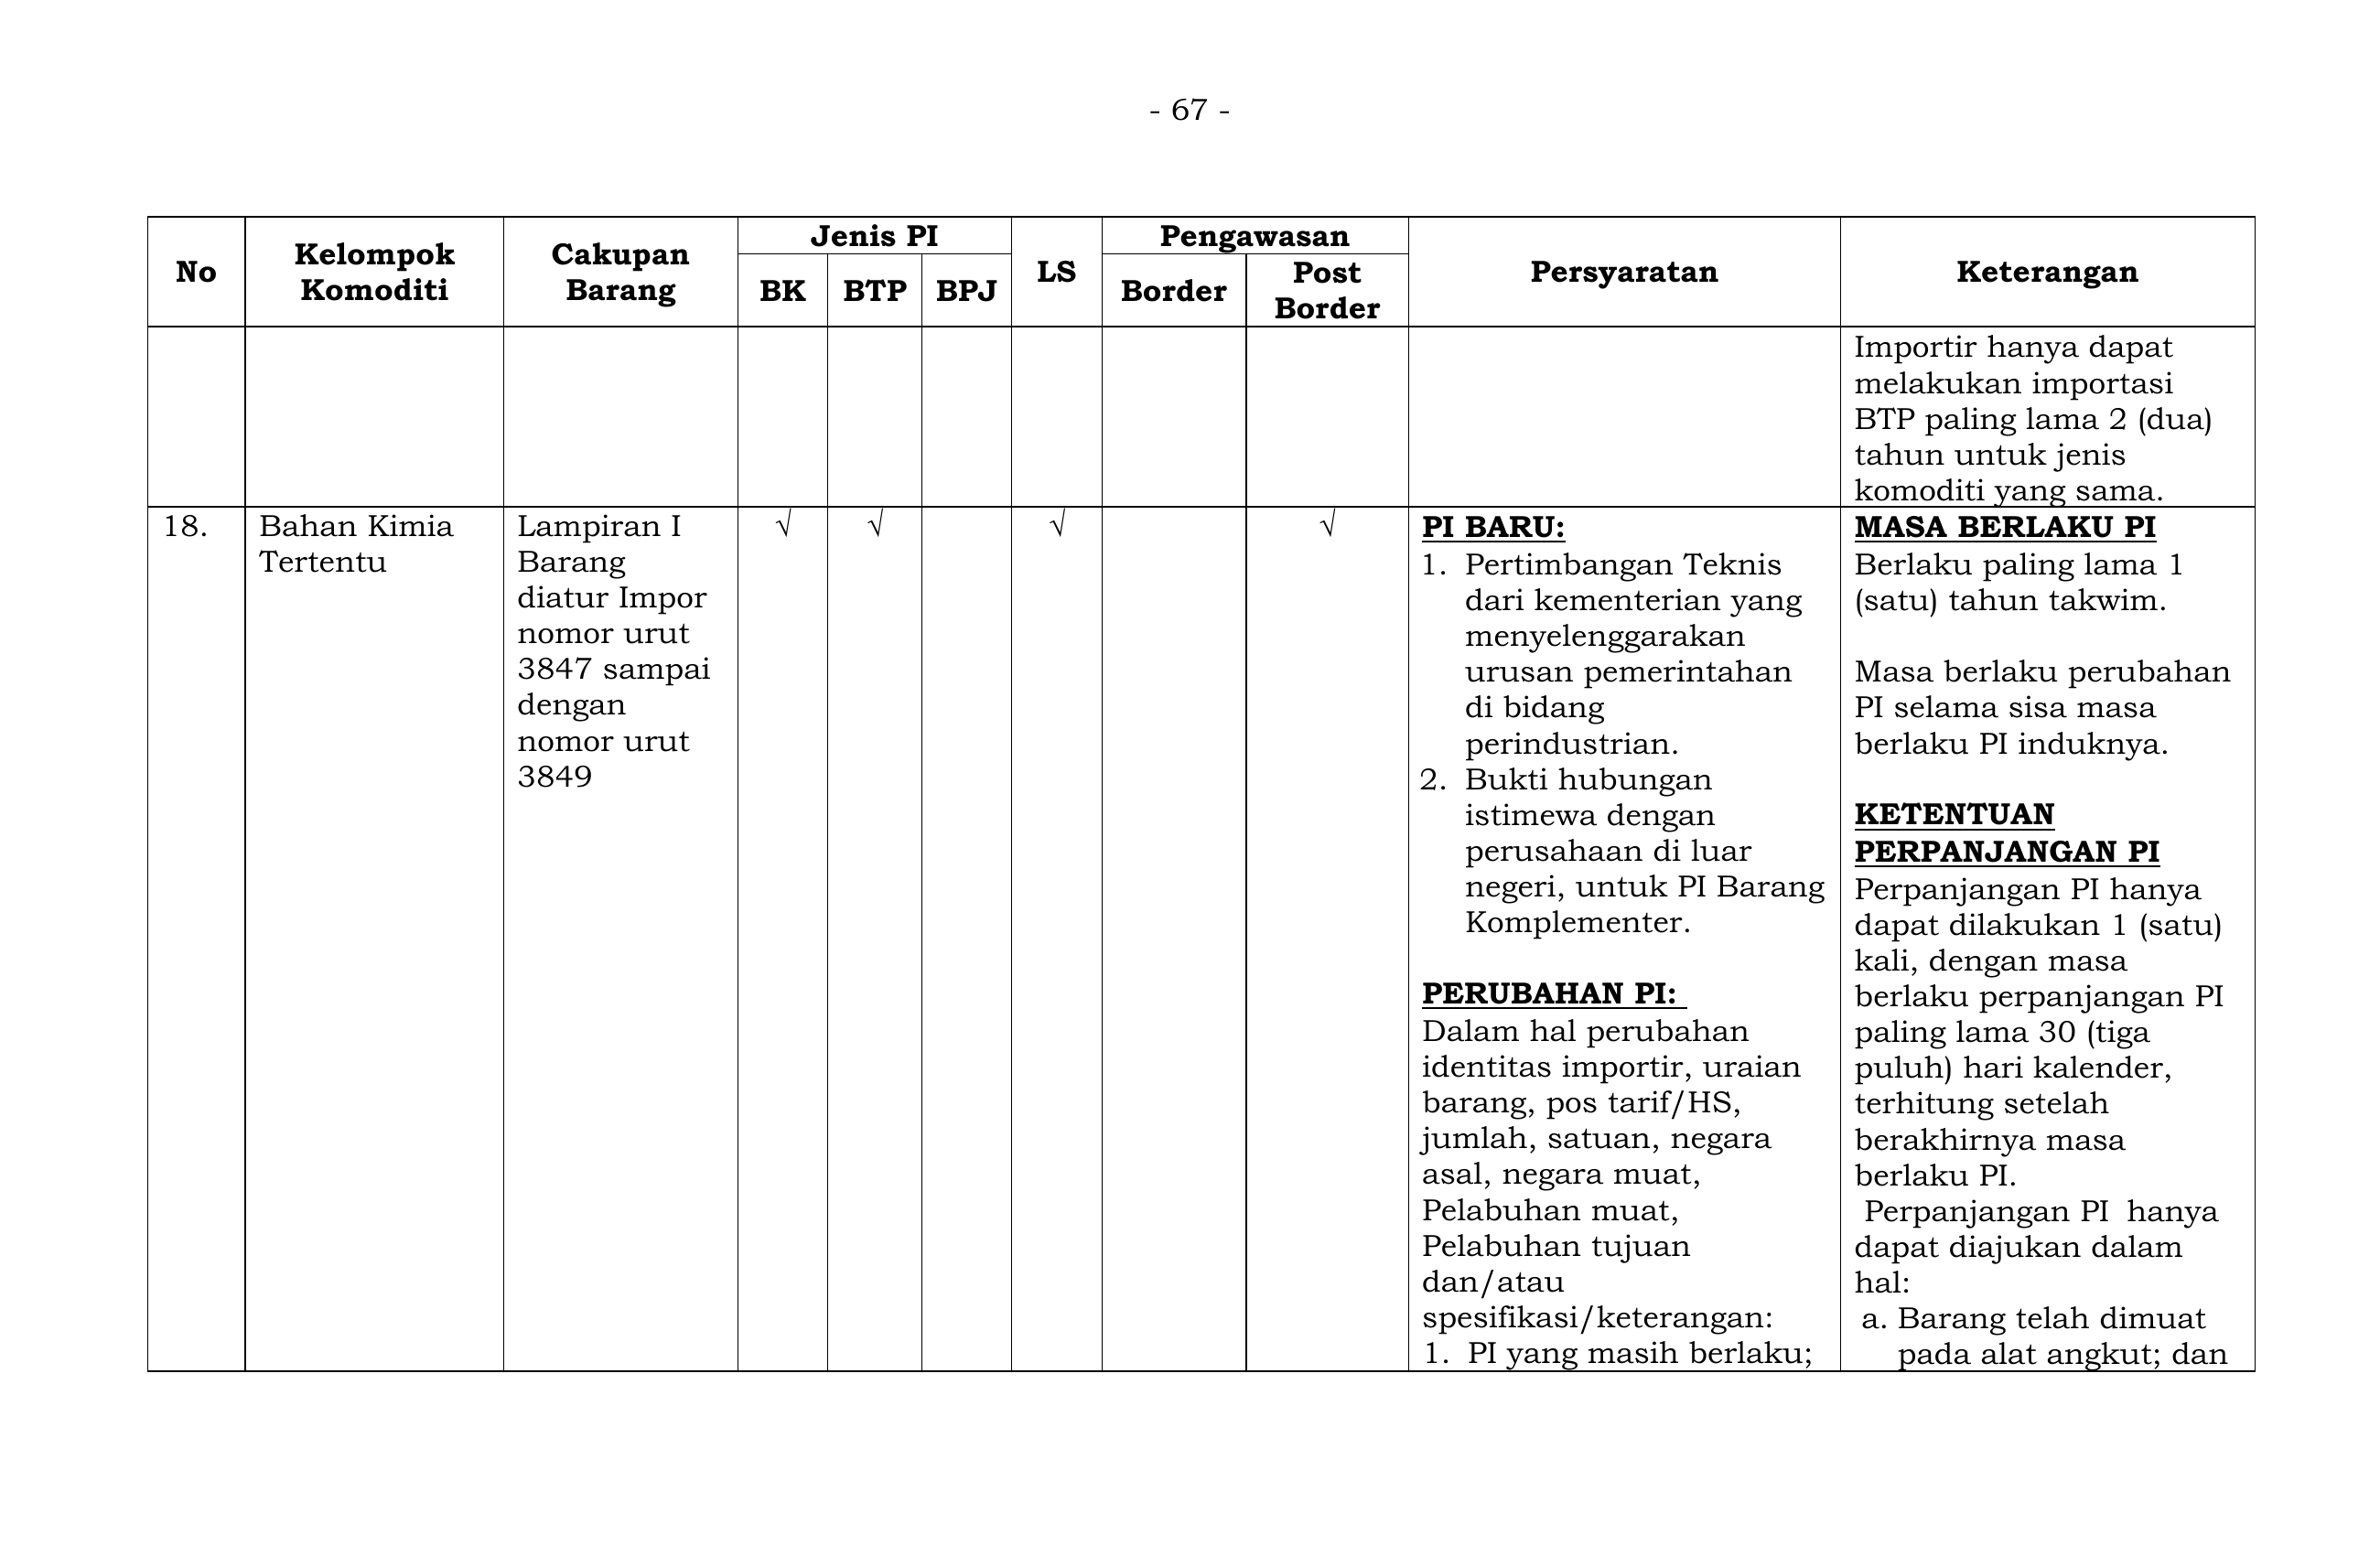 - 67 -
No
Kelompok
Komoditi
Cakupan
Barang
Jenis PI
BK
BTP
BPJ
LS
Pengawasan
Border
Post
Border
Persyaratan
Keterangan
Importir hanya dapat
melakukan importasi
BTP paling lama 2 (dua)
tahun untuk jenis
komoditi yang sama.
18.
Bahan Kimia
Tertentu
Lampiran I
Barang
diatur Impor
nomor urut
3847 sampai
dengan
nomor urut
3849
√
√
√
√
PI BARU:
1. Pertimbangan Teknis
dari kementerian yang
menyelenggarakan
urusan pemerintahan
di bidang
perindustrian.
2. Bukti hubungan
istimewa dengan
perusahaan di luar
negeri, untuk PI Barang
Komplementer.
PERUBAHAN PI:
Dalam hal perubahan
identitas importir, uraian
barang, pos tarif/HS,
jumlah, satuan, negara
asal, negara muat,
Pelabuhan muat,
Pelabuhan tujuan
dan/atau
spesifikasi/keterangan:
1. PI yang masih berlaku;
MASA BERLAKU PI
Berlaku paling lama 1
(satu) tahun takwim.
Masa berlaku perubahan
PI selama sisa masa
berlaku PI induknya.
KETENTUAN
PERPANJANGAN PI
Perpanjangan PI hanya
dapat dilakukan 1 (satu)
kali, dengan masa
berlaku perpanjangan PI
paling lama 30 (tiga
puluh) hari kalender,
terhitung setelah
berakhirnya masa
berlaku PI.
Perpanjangan PI hanya
dapat diajukan dalam
hal:
a. Barang telah dimuat
pada alat angkut; dan